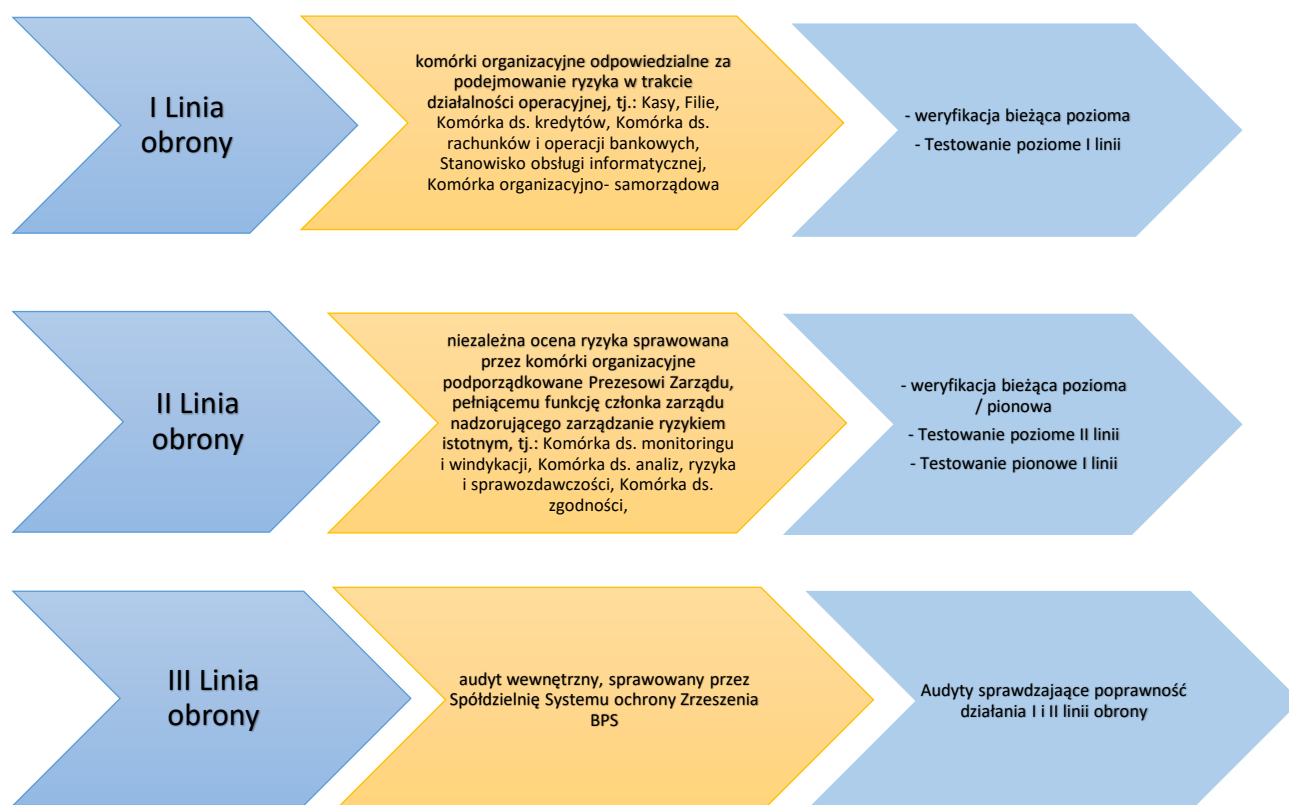 I Linia
obrony
komórki organizacyjne odpowiedzialne za
podejmowanie ryzyka w trakcie
działalności operacyjnej, tj.: Kasy, Filie,
Komórka ds. kredytów, Komórka ds.
rachunków i operacji bankowych,
Stanowisko obsługi informatycznej,
Komórka organizacyjno- samorządowa
- weryfikacja bieżąca pozioma
- Testowanie poziome I linii
II Linia
obrony
niezależna ocena ryzyka sprawowana
przez komórki organizacyjne
podporządkowane Prezesowi Zarządu,
pełniącemu funkcję członka zarządu
nadzorującego zarządzanie ryzykiem
istotnym, tj.: Komórka ds. monitoringu
i windykacji, Komórka ds. analiz, ryzyka
i sprawozdawczości, Komórka ds.
zgodności,
- weryfikacja bieżąca pozioma
/ pionowa
- Testowanie poziome II linii
- Testowanie pionowe I linii
III Linia
obrony
audyt wewnętrzny, sprawowany przez
Spółdzielnię Systemu ochrony Zrzeszenia
BPS
Audyty sprawdzajaące poprawność
działania I i II linii obrony